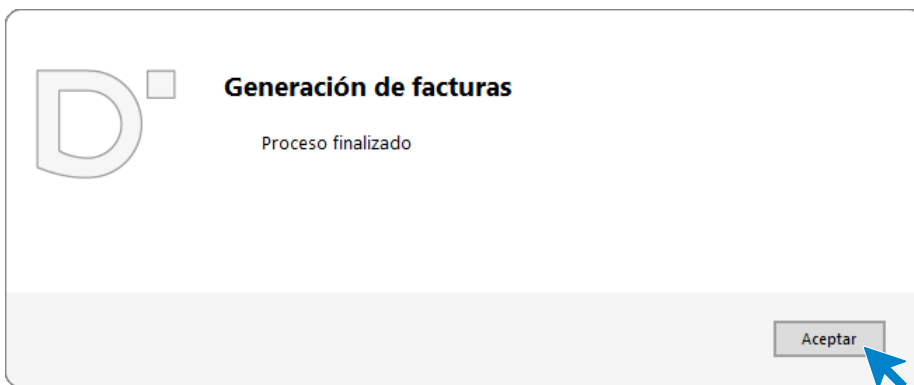 Generación de facturas
Proceso finalizado
Aceptar